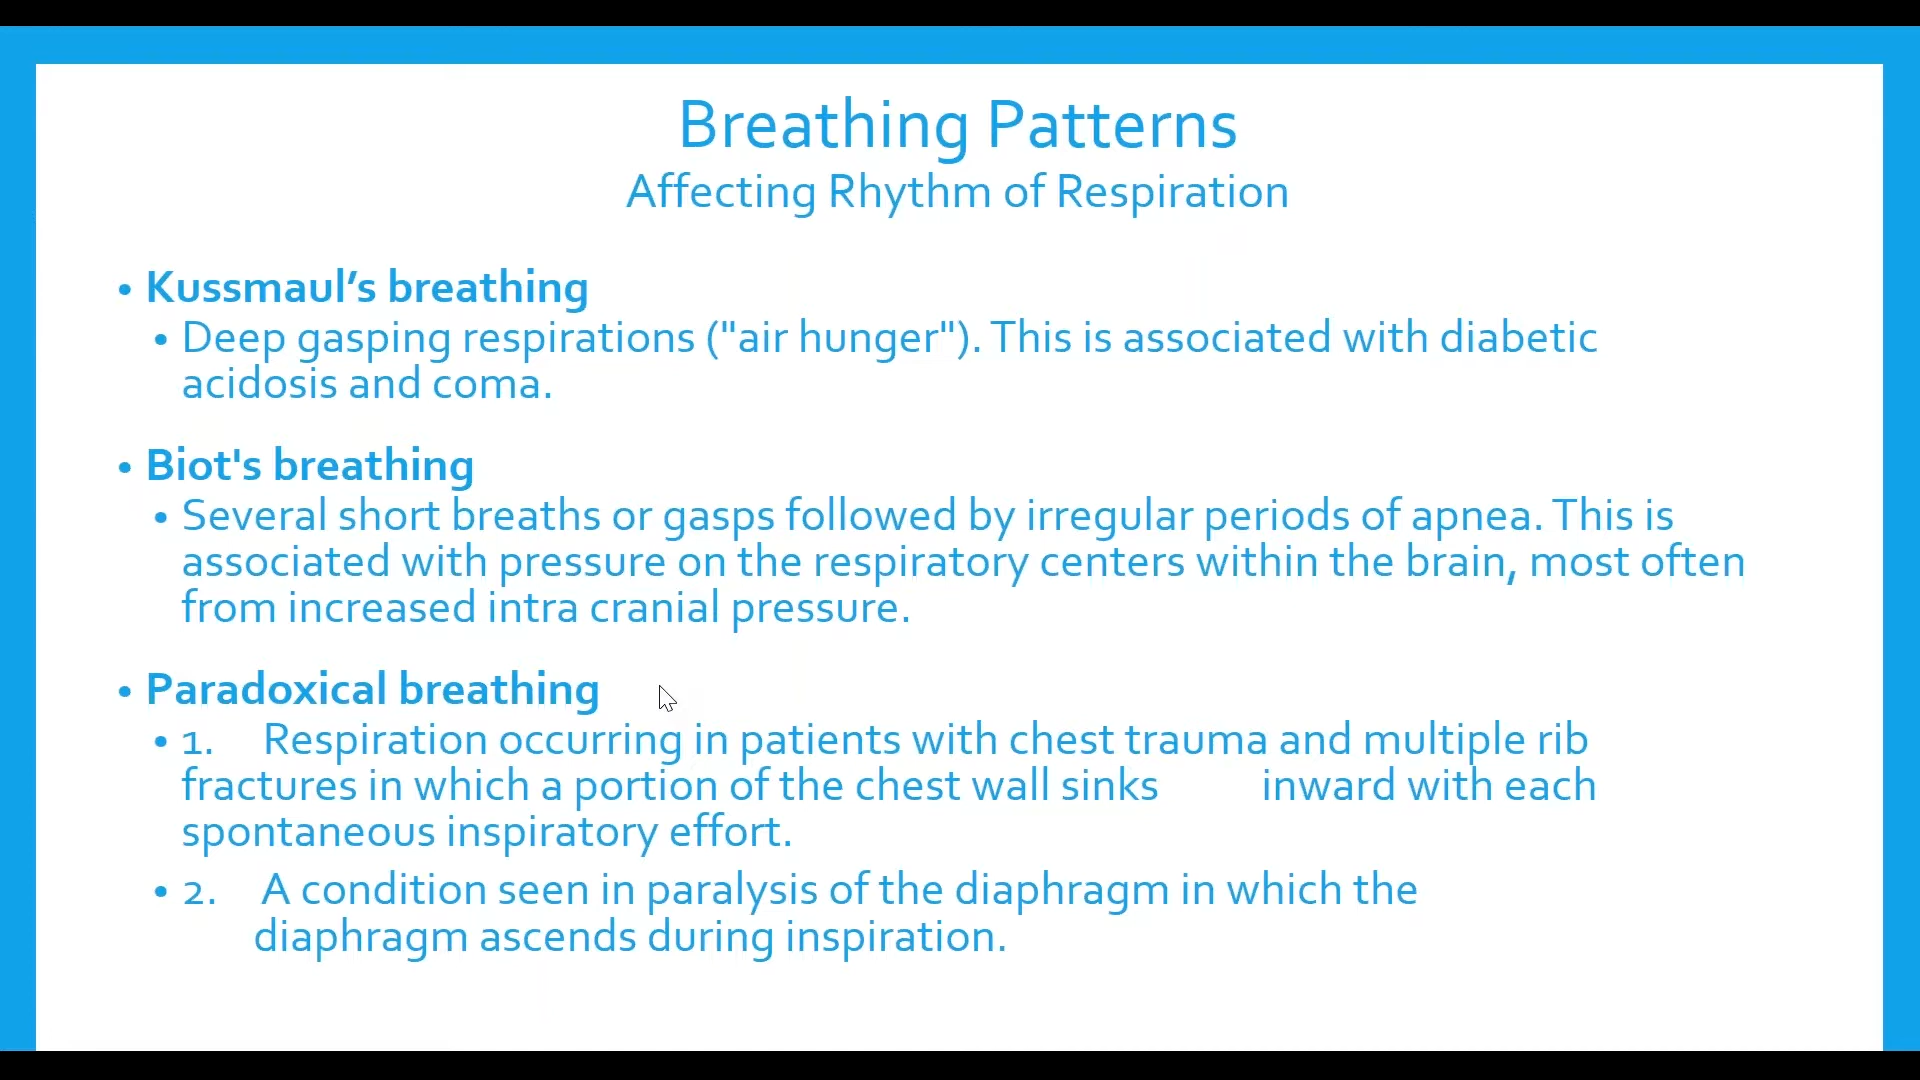 Breathing Patterns
Affecting Rhythm of Respiration
• Kussmaul’s breathing
• Deep gasping respirations ("air hunger"). This is associated with diabetic
acidosis and coma.
• Biot's breathing
• Several short breaths or gasps followed by irregular periods of apnea. This is
associated with pressure on the respiratory centers within the brain, most often
from increased intra cranial pressure.
• Paradoxical breathing
• 1. Respiration occurring in patients with chest trauma and multiple rib
fractures in which a portion of the chest wall sinks inward with each
spontaneous inspiratory effort.
• 2. A condition seen in paralysis of the diaphragm in which the
diaphragm ascends during inspiration.